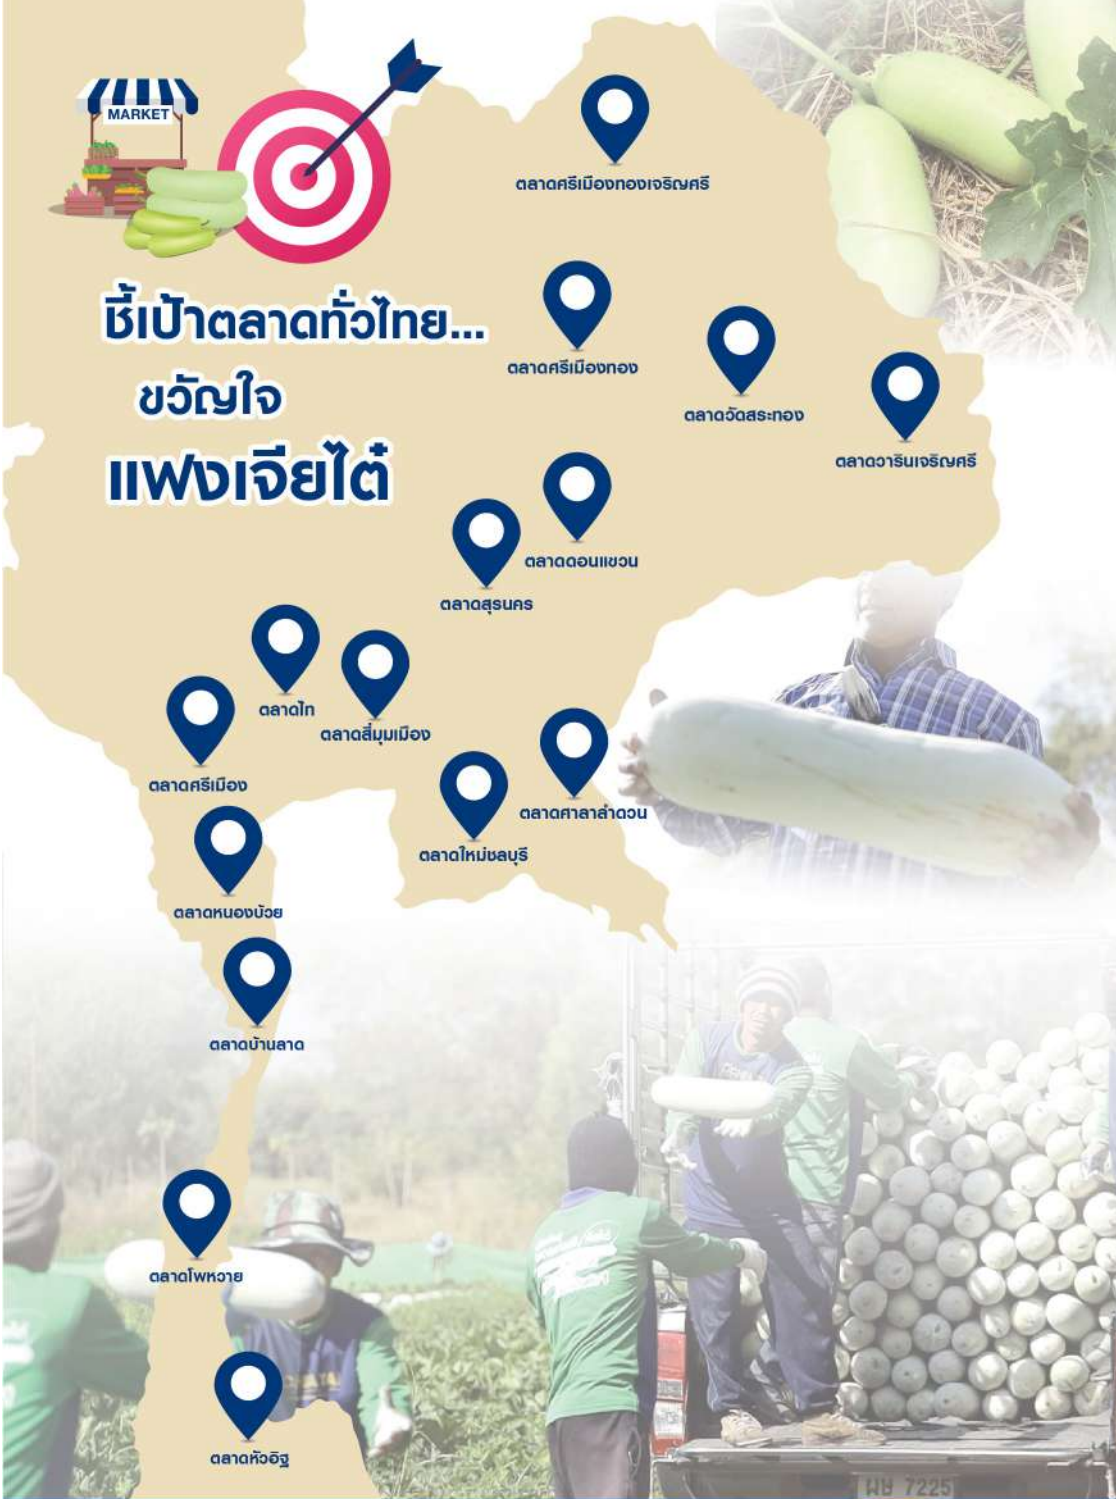 MARKET
ชี้เป้าตลาดทั่วไทย...
ขวัญใจ
แฟงเจียไต๋
ตลาดศรีเมืองทองเจริญศรี
ตลาดศรีเมืองทอง
ตลาดวัดสระทอง
ตลาดวารินเจริญศรี
ตลาดดอนแขวน
ตลาดสุรนคร
ตลาดไท
ตลาดสี่มุมเมือง
ตลาดศรีเมือง
ตลาดศาลาลำดวน
ตลาดใหม่ชลบุรี
ตลาดหนองบ้วย
ตลาดบ้านลาด
ตลาดโพหวาย
ตลาดหัวอิฐ
ผษ 7225